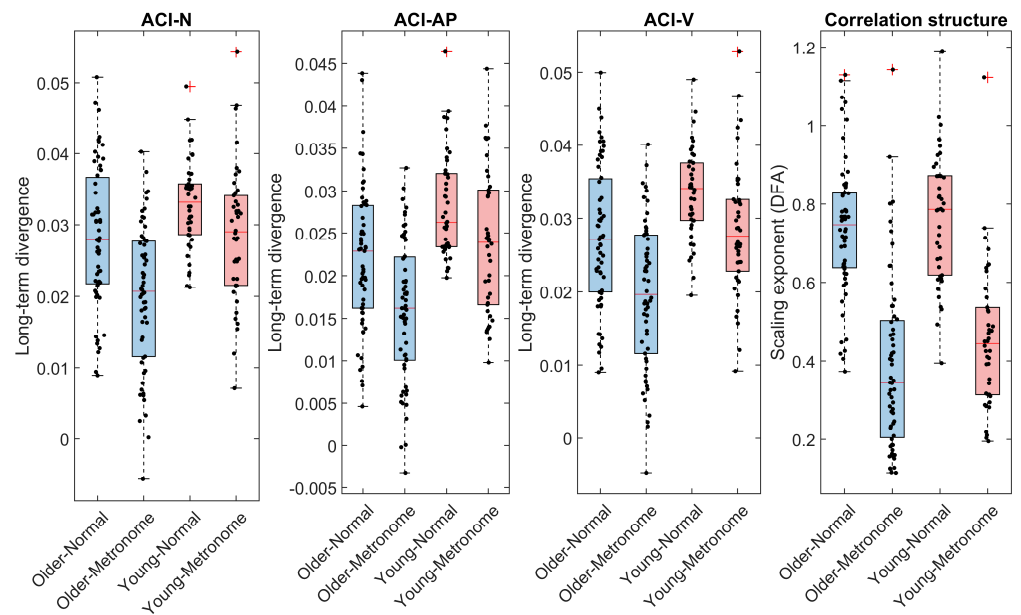 ACI-N
Long-term divergence
0.05
0.04
0.03
0.02
0.01
0
Older-Normal
Older-Metronome
Young-Normal
Young-Metronome
ACI-AP
Long-term divergence
0.045
0.04
0.035
0.03
0.025
0.02
0.015
0.01
0.005
0
-0.005
Older-Normal
Older-Metronome
Young-Normal
Young-Metronome
ACI-V
Long-term divergence
0.05
0.04
0.03
0.02
0.01
0
Older-Normal
Older-Metronome
Young-Normal
Young-Metronome
Correlation structure
Scaling exponent (DFA)
1.2
1
0.8
0.6
0.4
0.2
Older-Normal
Older-Metronome
Young-Normal
Young-Metronome